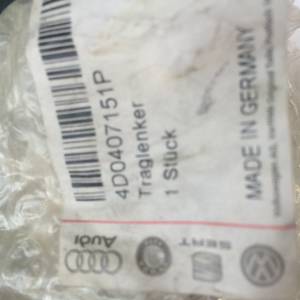 4D0407151P
Traglenker
1 Stück
MADE IN GERMANY
Audi
SEAT